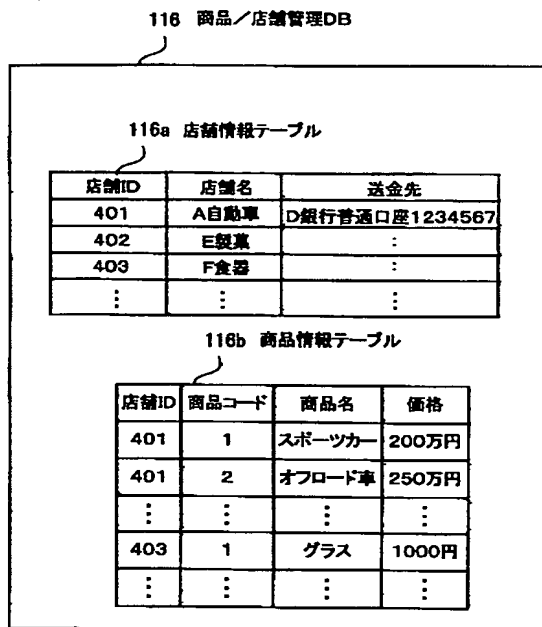 116 商品／店舗管理DB
116a 店舗情報テーブル
店舗ID 店舗名 送金先
401 A自動車 D銀行普通口座1234567
402 E製菓 :
403 F食器 :
⋮ ⋮ ⋮
116b 商品情報テーブル
店舗ID 商品コード 商品名 価格
401 1 スポーツカー 200万円
401 2 オフロード車 250万円
⋮ ⋮ ⋮ ⋮
403 1 グラス 1000円
⋮ ⋮ ⋮ ⋮